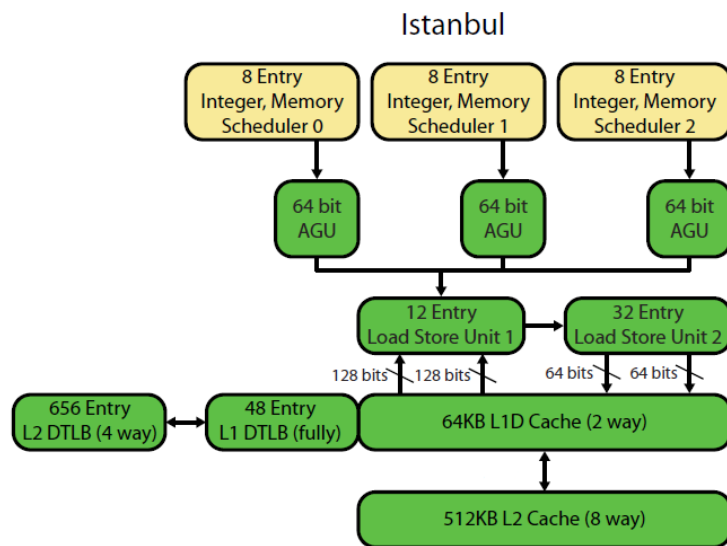 Istanbul
8 Entry
Integer, Memory
Scheduler 0
8 Entry
Integer, Memory
Scheduler 1
8 Entry
Integer, Memory
Scheduler 2
64 bit
AGU
64 bit
AGU
64 bit
AGU
12 Entry
Load Store Unit 1
32 Entry
Load Store Unit 2
128 bits
128 bits
64 bits
64 bits
656 Entry
L2 DTLB (4 way)
48 Entry
L1 DTLB (fully)
64KB L1D Cache (2 way)
512KB L2 Cache (8 way)